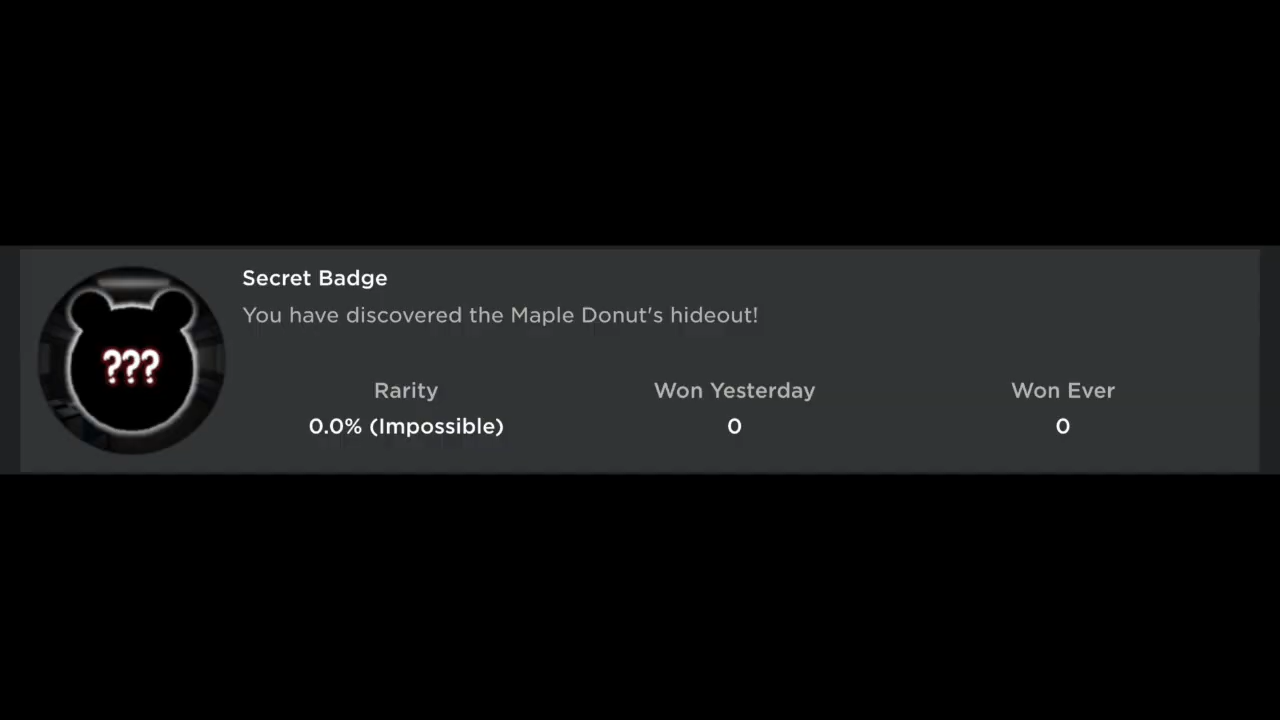 Secret Badge
You have discovered the Maple Donut's hideout!
???
Rarity Won Yesterday Won Ever
0.0% (Impossible) 0 0